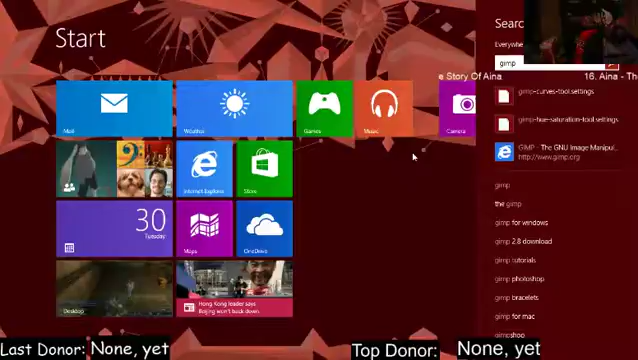 Start
Search
Everywhere
gimp
e Story Of Aina
16. Aina - Th
gimp-curves-tool.settings
gimp-hue-saturation-tool.settings
GIMP - The GNU Image Manipul...
http://www.gimp.org
gimp
the gimp
gimp for windows
gimp 2.8 download
gimp tutorials
gimp photoshop
gimp bracelets
gimp for mac
gimpshop
Mail
Weather
Games
Music
Camera
Internet Explorer
Store
30
Tuesday
Maps
OneDrive
Desktop
Hong Kong leader says
Beijing won't back down
Last Donor: None, yet
Top Donor: None, yet